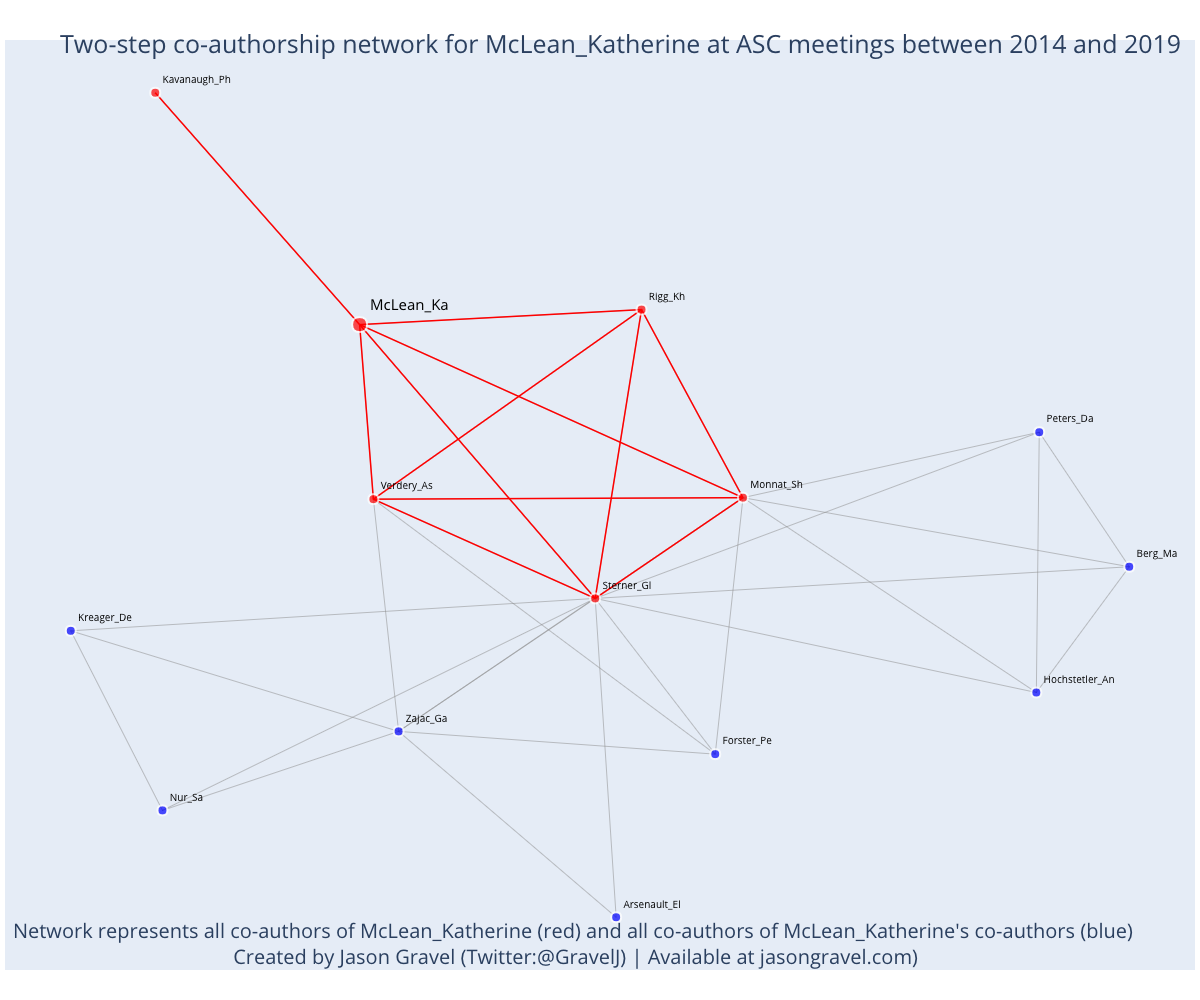 Two-step co-authorship network for McLean_Katherine at ASC meetings between 2014 and 2019
Kavanaugh_Ph
McLean_Ka
Rigg_Kh
Peters_Da
Verdery_As
Monnat_Sh
Berg_Ma
Sterner_Gl
Kreager_De
Hochstetler_An
Zajac_Ga
Forster_Pe
Nur_Sa
Arsenault_El
Network represents all co-authors of McLean_Katherine (red) and all co-authors of McLean_Katherine's co-authors (blue)
Created by Jason Gravel (Twitter:@GravelJ) | Available at jasongravel.com)